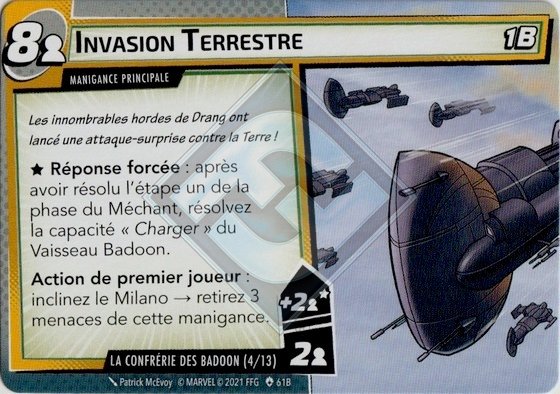 8 INVASION TERRESTRE 1B
MANIGANCE PRINCIPALE
Les innombrables hordes de Drang ont
lancé une attaque-surprise contre la Terre !
★ Réponse forcée : après
avoir résolu l'étape un de la
phase du Méchant, résolvez
la capacité « Charger » du
Vaisseau Badoon.
Action de premier joueur :
inclinez le Milano → retirez 3
menaces de cette manigance.
+2 ★
2
LA CONFRÉRIE DES BADOON (4/13)
Patrick McEvoy © MARVEL © 2021 FFG 61B